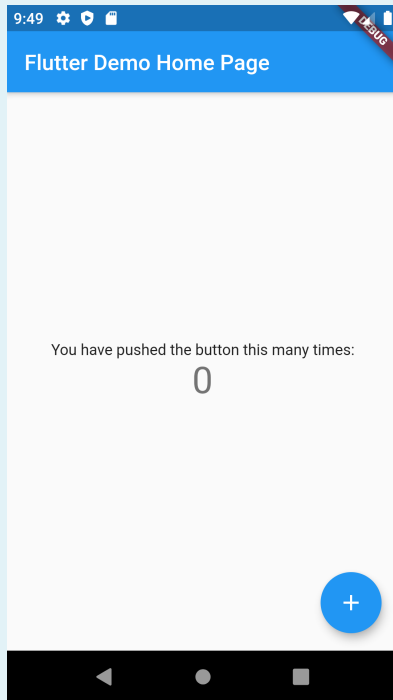 9:49
DEBUG
Flutter Demo Home Page
You have pushed the button this many times:
0